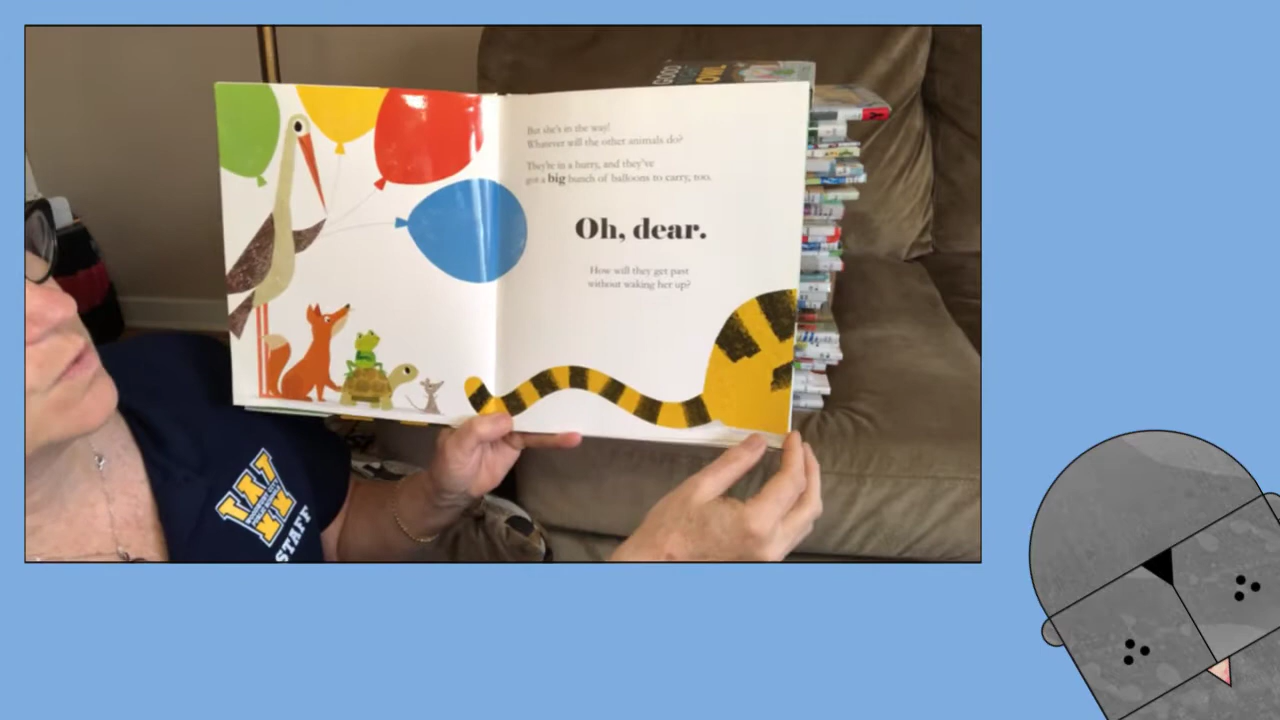 GOOD
OWL
But she's in the way!
Whatever will the other animals do?
They're in a hurry, and they've
got a big bunch of balloons to carry, too.
Oh, dear.
How will they get past
without waking her up?
STAFF